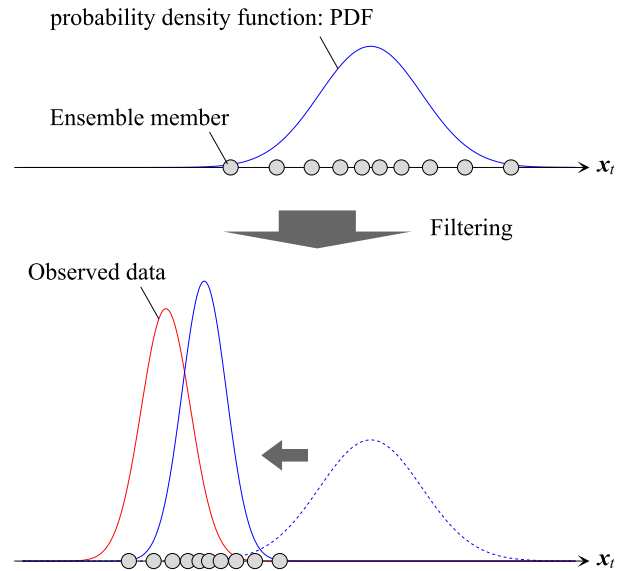 probability density function: PDF
Ensemble member
x_t
Filtering
Observed data
x_t